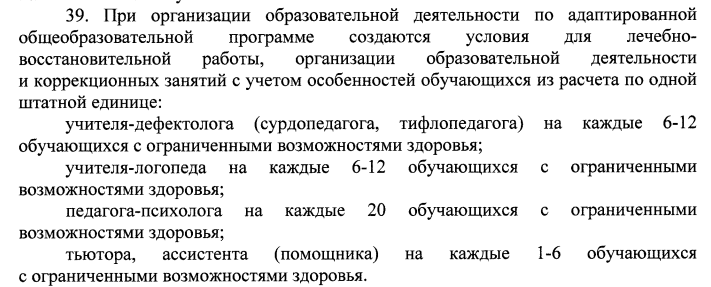 39. При организации образовательной деятельности по адаптированной
общеобразовательной программе создаются условия для лечебно-
восстановительной работы, организации образовательной деятельности
и коррекционных занятий с учетом особенностей обучающихся из расчета по одной
штатной единице:
учителя-дефектолога (сурдопедагога, тифлопедагога) на каждые 6-12
обучающихся с ограниченными возможностями здоровья;
учителя-логопеда на каждые 6-12 обучающихся с ограниченными
возможностями здоровья;
педагога-психолога на каждые 20 обучающихся с ограниченными
возможностями здоровья;
тьютора, ассистента (помощника) на каждые 1-6 обучающихся
с ограниченными возможностями здоровья.